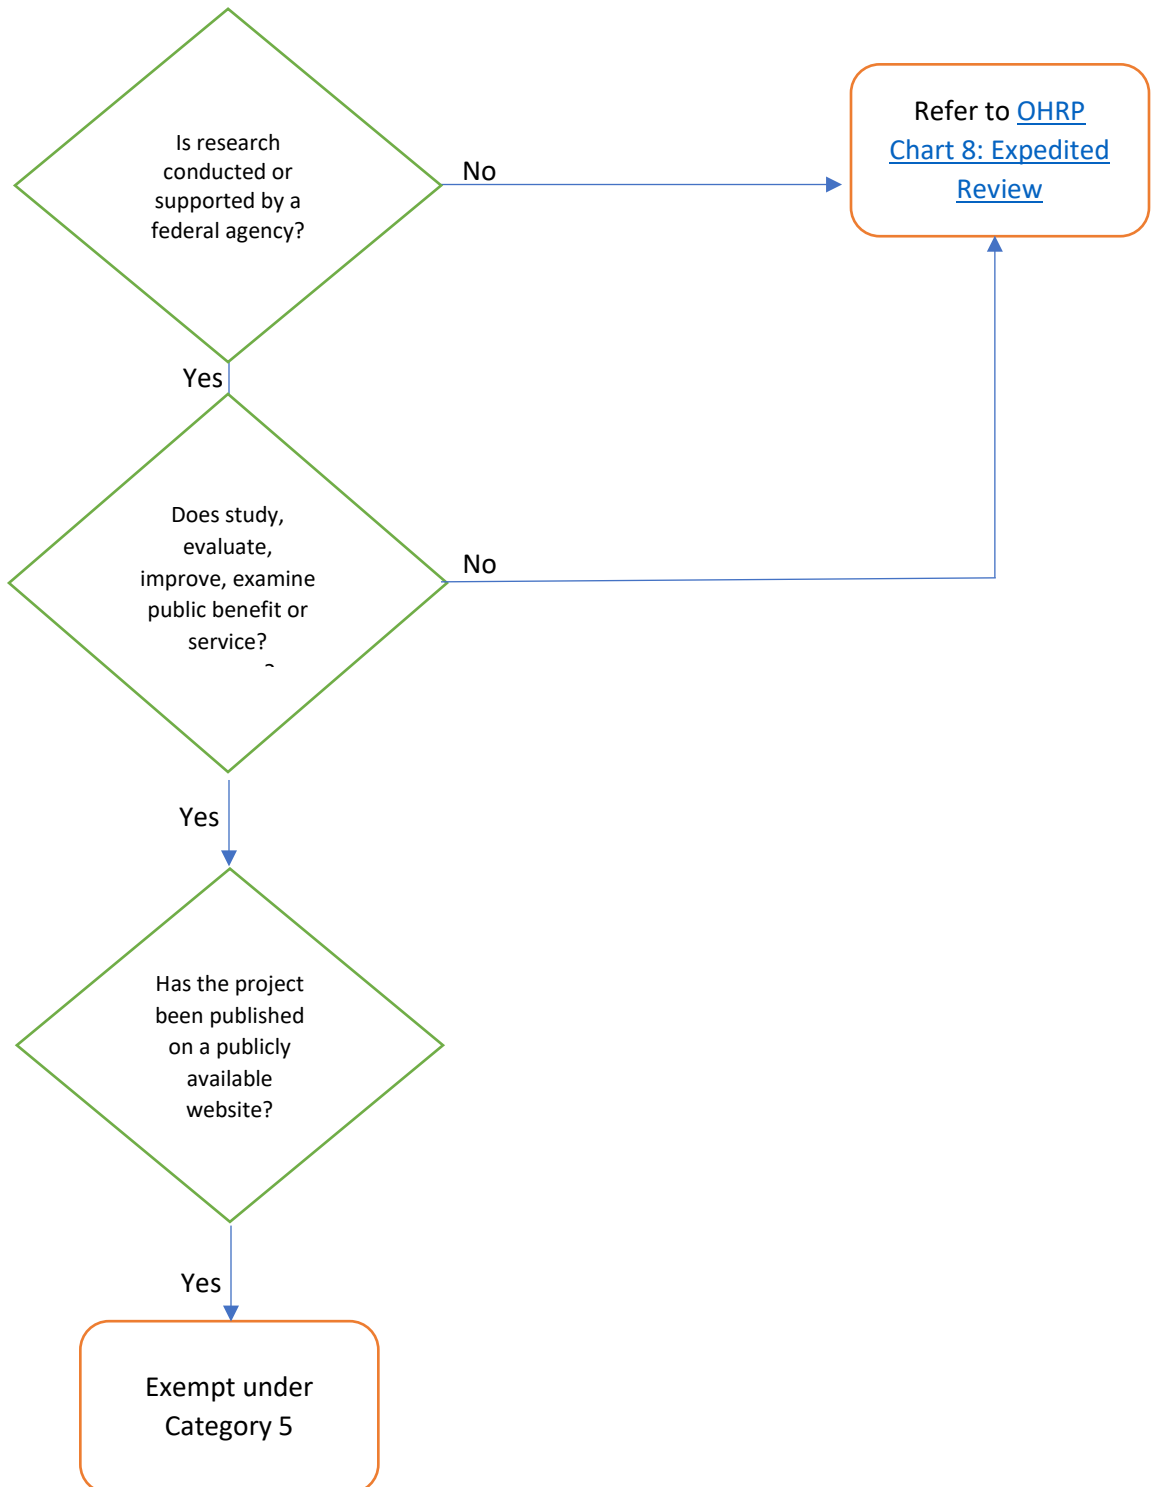 Is research
conducted or
supported by a
federal agency?
No
Refer to OHRP
Chart 8: Expedited
Review
Yes
Does study,
evaluate,
improve, examine
public benefit or
service?
No
Yes
Has the project
been published
on a publicly
available
website?
Yes
Exempt under
Category 5